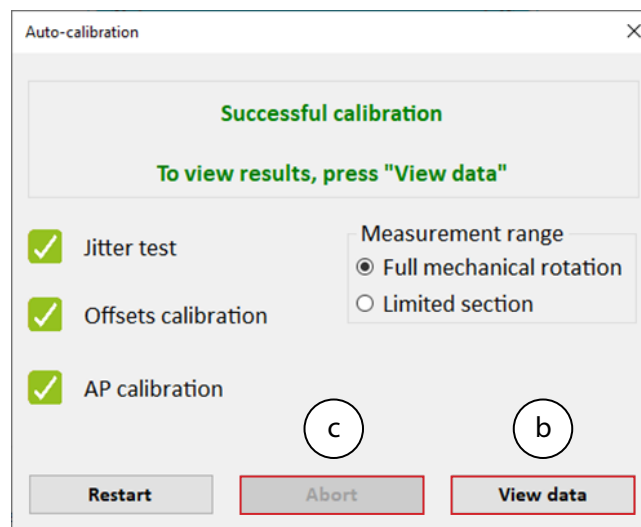 Auto-calibration
Successful calibration
To view results, press "View data"
Jitter test
Offsets calibration
AP calibration
Measurement range
Full mechanical rotation
Limited section
c
b
Restart
Abort
View data